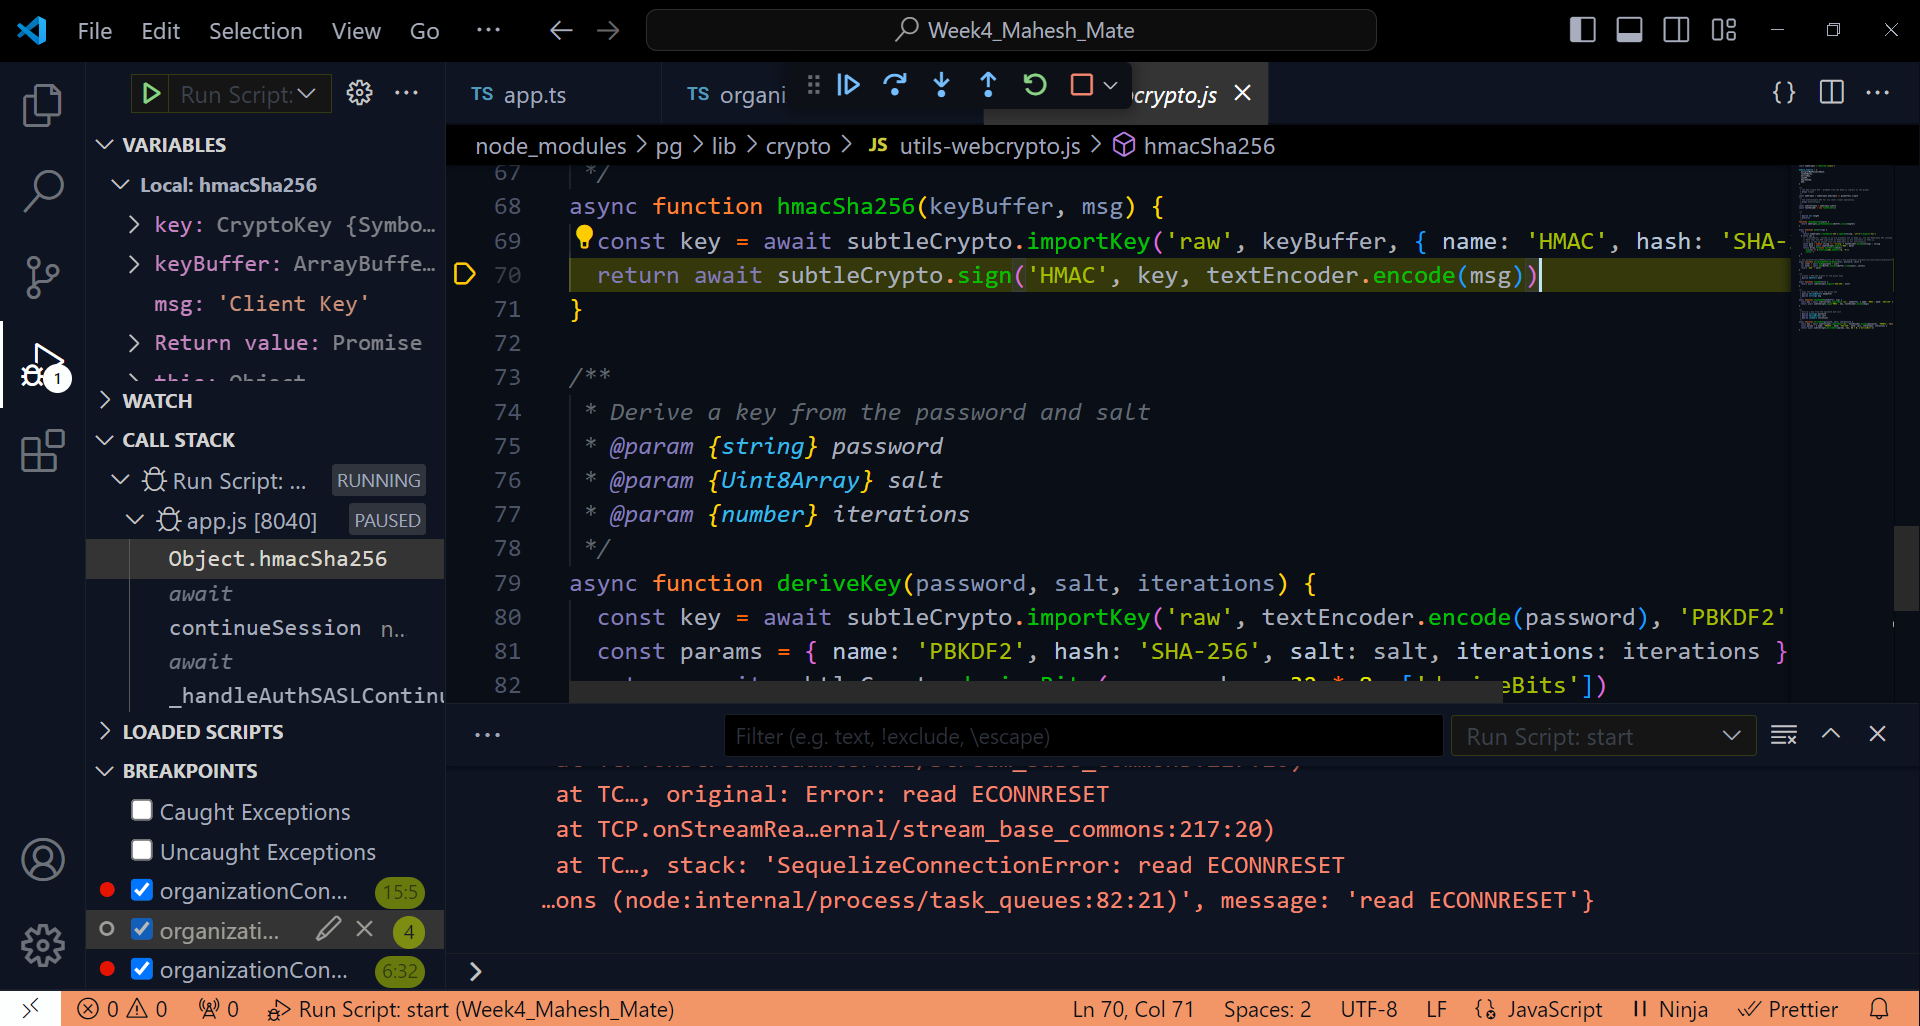 File Edit Selection View Go ···
Week4_Mahesh_Mate
Run Script:
TS app.ts
TS organi
crypto.js
node_modules > pg > lib > crypto > JS utils-webcrypto.js > hmacSha256
VARIABLES
Local: hmacSha256
key: CryptoKey {Symbo…
keyBuffer: ArrayBuffe…
msg: 'Client Key'
Return value: Promise
this: Object
WATCH
CALL STACK
Run Script: ... RUNNING
app.js [8040] PAUSED
Object.hmacSha256
await
continueSession n..
await
_handleAuthSASLContinu
LOADED SCRIPTS
BREAKPOINTS
Caught Exceptions
Uncaught Exceptions
organizationCon... 15:5
organizati... 4
organizationCon... 6:32
67 */
68 async function hmacSha256(keyBuffer, msg) {
69 const key = await subtleCrypto.importKey('raw', keyBuffer, { name: 'HMAC', hash: 'SHA-
70 return await subtleCrypto.sign('HMAC', key, textEncoder.encode(msg))
71 }
72
73 /**
74 * Derive a key from the password and salt
75 * @param {string} password
76 * @param {Uint8Array} salt
77 * @param {number} iterations
78 */
79 async function deriveKey(password, salt, iterations) {
80 const key = await subtleCrypto.importKey('raw', textEncoder.encode(password), 'PBKDF2'
81 const params = { name: 'PBKDF2', hash: 'SHA-256', salt: salt, iterations: iterations }
82
Filter (e.g. text, !exclude, \escape)
Run Script: start
at TC…, original: Error: read ECONNRESET
at TCP.onStreamRea…ernal/stream_base_commons:217:20)
at TC…, stack: 'SequelizeConnectionError: read ECONNRESET
…ons (node:internal/process/task_queues:82:21)', message: 'read ECONNRESET'}
0 0 0 Run Script: start (Week4_Mahesh_Mate)
Ln 70, Col 71 Spaces: 2 UTF-8 LF JavaScript Ninja Prettier